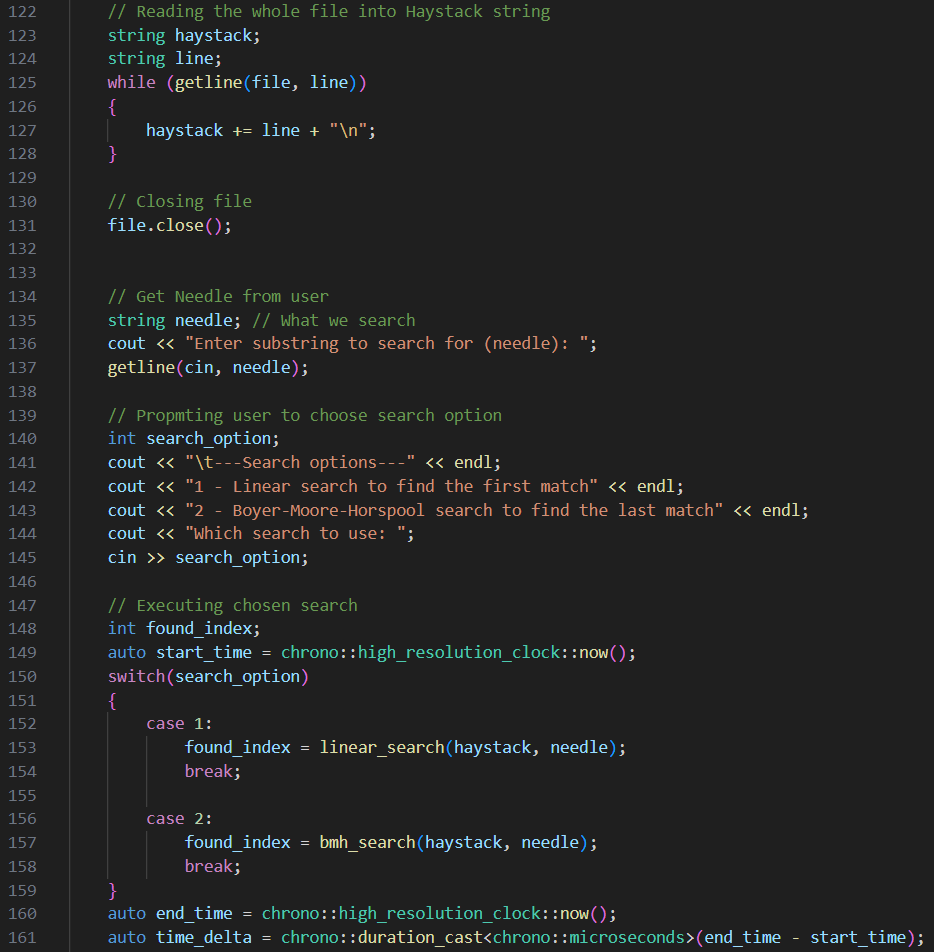 122 // Reading the whole file into Haystack string
123 string haystack;
124 string line;
125 while (getline(file, line))
126 {
127 haystack += line + "\n";
128 }
129
130 // Closing file
131 file.close();
132
133
134 // Get Needle from user
135 string needle; // What we search
136 cout << "Enter substring to search for (needle): ";
137 getline(cin, needle);
138
139 // Propmting user to choose search option
140 int search_option;
141 cout << "\t---Search options---" << endl;
142 cout << "1 - Linear search to find the first match" << endl;
143 cout << "2 - Boyer-Moore-Horspool search to find the last match" << endl;
144 cout << "Which search to use: ";
145 cin >> search_option;
146
147 // Executing chosen search
148 int found_index;
149 auto start_time = chrono::high_resolution_clock::now();
150 switch(search_option)
151 {
152 case 1:
153 found_index = linear_search(haystack, needle);
154 break;
155
156 case 2:
157 found_index = bmh_search(haystack, needle);
158 break;
159 }
160 auto end_time = chrono::high_resolution_clock::now();
161 auto time_delta = chrono::duration_cast<chrono::microseconds>(end_time - start_time);